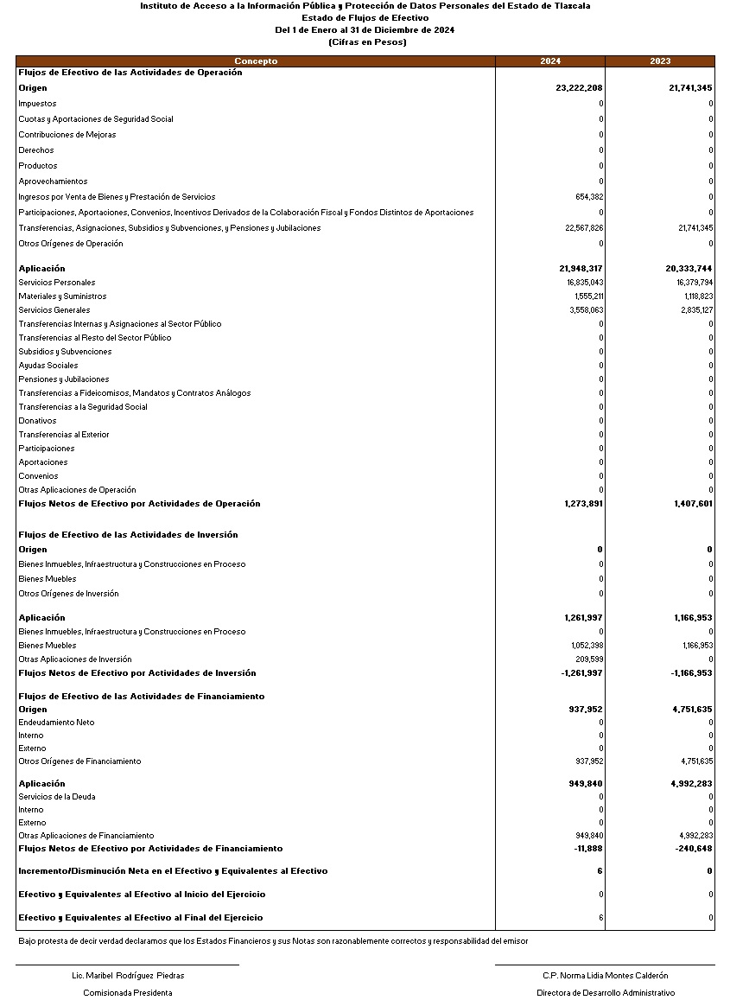 Instituto de Acceso a la Información Pública y Protección de Datos Personales del Estado de Tlaxcala
Estado de Flujos de Efectivo
Del 1 de Enero al 31 de Diciembre de 2024
(Cifras en Pesos)
Concepto 2024 2023
Flujos de Efectivo de las Actividades de Operación
Origen 23,222,208 21,741,345
Impuestos 0 0
Cuotas y Aportaciones de Seguridad Social 0 0
Contribuciones de Mejoras 0 0
Derechos 0 0
Productos 0 0
Aprovechamientos 0 0
Ingresos por Venta de Bienes y Prestación de Servicios 654,382 0
Participaciones, Aportaciones, Convenios, Incentivos Derivados de la Colaboración Fiscal y Fondos Distintos de Aportaciones 0 0
Transferencias, Asignaciones, Subsidios y Subvenciones, y Pensiones y Jubilaciones 22,567,826 21,741,345
Otros Orígenes de Operación 0 0
Aplicación 21,948,317 20,333,744
Servicios Personales 16,835,043 16,379,794
Materiales y Suministros 1,555,211 1,118,823
Servicios Generales 3,558,063 2,835,127
Transferencias Internas y Asignaciones al Sector Público 0 0
Transferencias al Resto del Sector Público 0 0
Subsidios y Subvenciones 0 0
Ayudas Sociales 0 0
Pensiones y Jubilaciones 0 0
Transferencias a Fideicomisos, Mandatos y Contratos Análogos 0 0
Transferencias a la Seguridad Social 0 0
Donativos 0 0
Transferencias al Exterior 0 0
Participaciones 0 0
Aportaciones 0 0
Convenios 0 0
Otras Aplicaciones de Operación 0 0
Flujos Netos de Efectivo por Actividades de Operación 1,273,891 1,407,601
Flujos de Efectivo de las Actividades de Inversión
Origen 0 0
Bienes Inmuebles, Infraestructura y Construcciones en Proceso 0 0
Bienes Muebles 0 0
Otros Orígenes de Inversión 0 0
Aplicación 1,261,997 1,166,953
Bienes Inmuebles, Infraestructura y Construcciones en Proceso 0 0
Bienes Muebles 1,052,398 1,166,953
Otras Aplicaciones de Inversión 209,599 0
Flujos Netos de Efectivo por Actividades de Inversión -1,261,997 -1,166,953
Flujos de Efectivo de las Actividades de Financiamiento
Origen 937,952 4,751,635
Endeudamiento Neto 0 0
Interno 0 0
Externo 0 0
Otros Orígenes de Financiamiento 937,952 4,751,635
Aplicación 949,840 4,992,283
Servicios de la Deuda 0 0
Interno 0 0
Externo 0 0
Otras Aplicaciones de Financiamiento 949,840 4,992,283
Flujos Netos de Efectivo por Actividades de Financiamiento -11,888 -240,648
Incremento/Disminución Neta en el Efectivo y Equivalentes al Efectivo 6 0
Efectivo y Equivalentes al Efectivo al Inicio del Ejercicio 0 0
Efectivo y Equivalentes al Efectivo al Final del Ejercicio 6 0
Bajo protesta de decir verdad declaramos que los Estados Financieros y sus Notas son razonablemente correctos y responsabilidad del emisor
Lic. Maribel Rodríguez Piedras C.P. Norma Lidia Montes Calderón
Comisionada Presidenta Directora de Desarrollo Administrativo